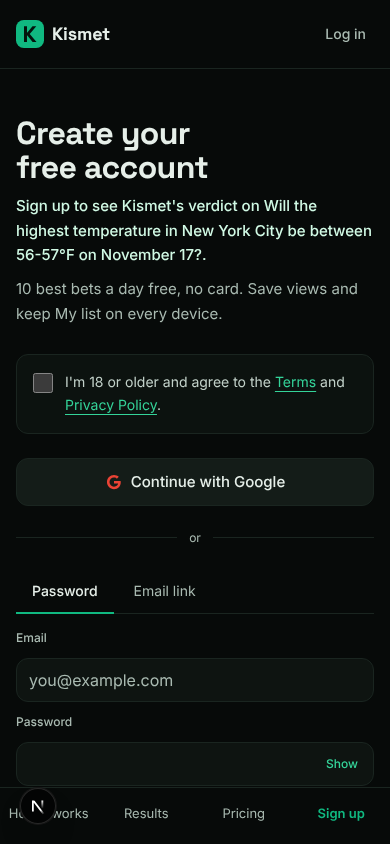 Kismet
Log in
Create your
free account
Sign up to see Kismet's verdict on Will the
highest temperature in New York City be between
56-57°F on November 17?.
10 best bets a day free, no card. Save views and
keep My list on every device.
I'm 18 or older and agree to the Terms and
Privacy Policy.
Continue with Google
or
Password
Email link
Email
you@example.com
Password
Show
works
Results
Pricing
Sign up